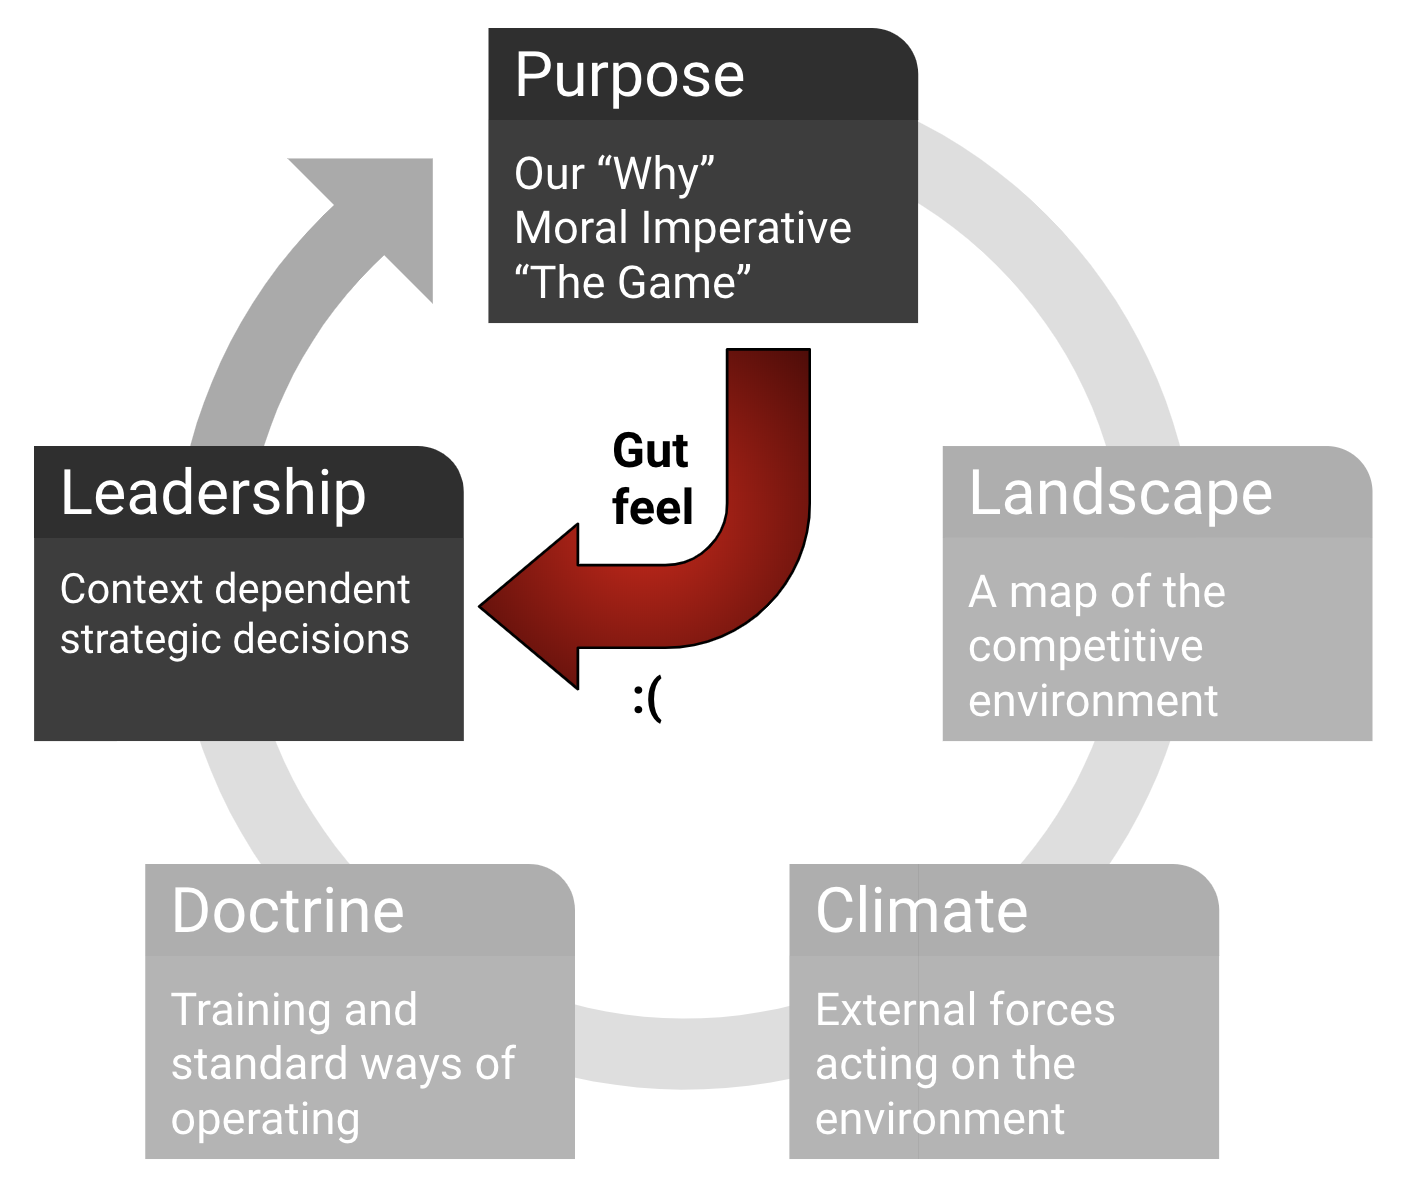 Purpose
Our “Why”
Moral Imperative
“The Game”
Gut
feel
:(
Leadership
Context dependent
strategic decisions
Landscape
A map of the
competitive
environment
Doctrine
Training and
standard ways of
operating
Climate
External forces
acting on the
environment